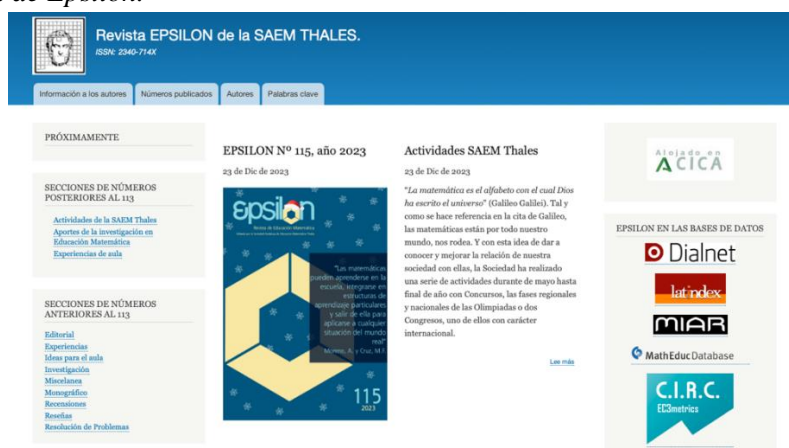 de Epsilon.
Revista EPSILON de la SAEM THALES.
ISSN: 2340-714X
Información a los autores
Números publicados
Autores
Palabras clave
PRÓXIMAMENTE
SECCIONES DE NÚMEROS
POSTERIORES AL 113
Actividades de la SAEM Thales
Aportes de la investigación en
Educación Matemática
Experiencias de aula
SECCIONES DE NÚMEROS
ANTERIORES AL 113
Editorial
Experiencias
Ideas para el aula
Investigación
Miscelanea
Monográfico
Recensiones
Reseñas
Resolución de Problemas
EPSILON Nº 115, año 2023
23 de Dic de 2023
epsilon
Revista de Educación Matemática
"Las matemáticas
pueden aprenderse en la
escuela, integrarse en
estructuras de
aprendizaje particulares
y salir de ella para
aplicarse a cualquier
situación del mundo
real"
Moreno, A. y Cruz, M.F.
115
2023
Actividades SAEM Thales
23 de Dic de 2023
"La matemática es el alfabeto con el cual Dios
ha escrito el universo" (Galileo Galilei). Tal y
como se hace referencia en la cita de Galileo,
las matemáticas están por todo nuestro
mundo, nos rodea. Y con esta idea de dar a
conocer y mejorar la relación de nuestra
sociedad con ellas, la Sociedad ha realizado
una serie de actividades durante de mayo hasta
final de año con Concursos, las fases regionales
y nacionales de las Olimpiadas o dos
Congresos, uno de ellos con carácter
internacional.
Lee más
Alojado en
CICA
EPSILON EN LAS BASES DE DATOS
Dialnet
latindex
MIAR
MathEduc Database
C.I.R.C.
EC3metrics